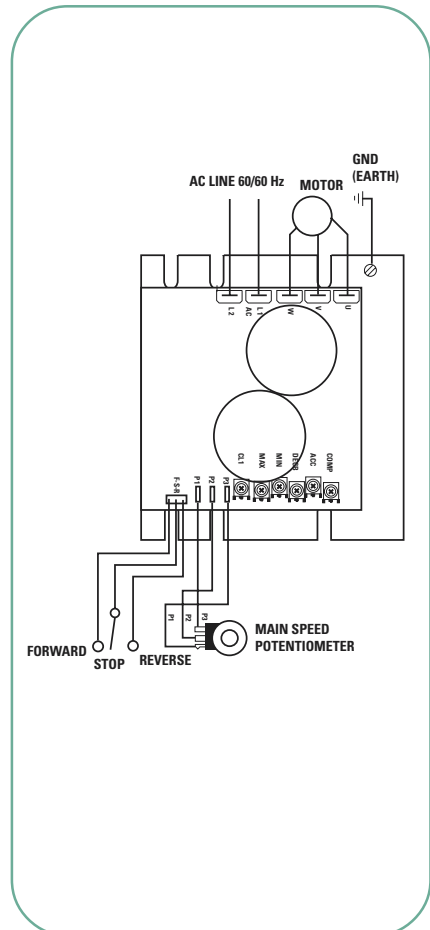 GND
(EARTH)
AC LINE 60/60 Hz
MOTOR
L2
AC
L1
W
V
U
CL1
MAX
MIN
DE/B
ACC
COMP
F-S-R
P1
P2
P3
P1
P2
P3
MAIN SPEED
POTENTIOMETER
FORWARD
STOP
REVERSE